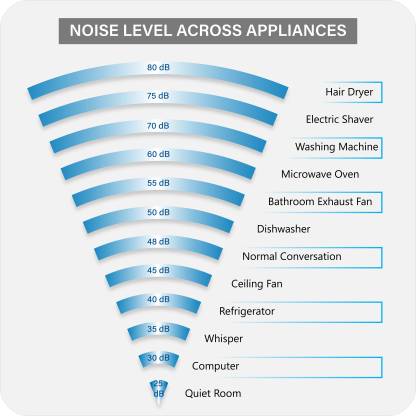 NOISE LEVEL ACROSS APPLIANCES
80 dB
Hair Dryer
75 dB
Electric Shaver
70 dB
Washing Machine
60 dB
Microwave Oven
55 dB
Bathroom Exhaust Fan
50 dB
Dishwasher
48 dB
Normal Conversation
45 dB
Ceiling Fan
40 dB
Refrigerator
35 dB
Whisper
30 dB
Computer
25
dB
Quiet Room